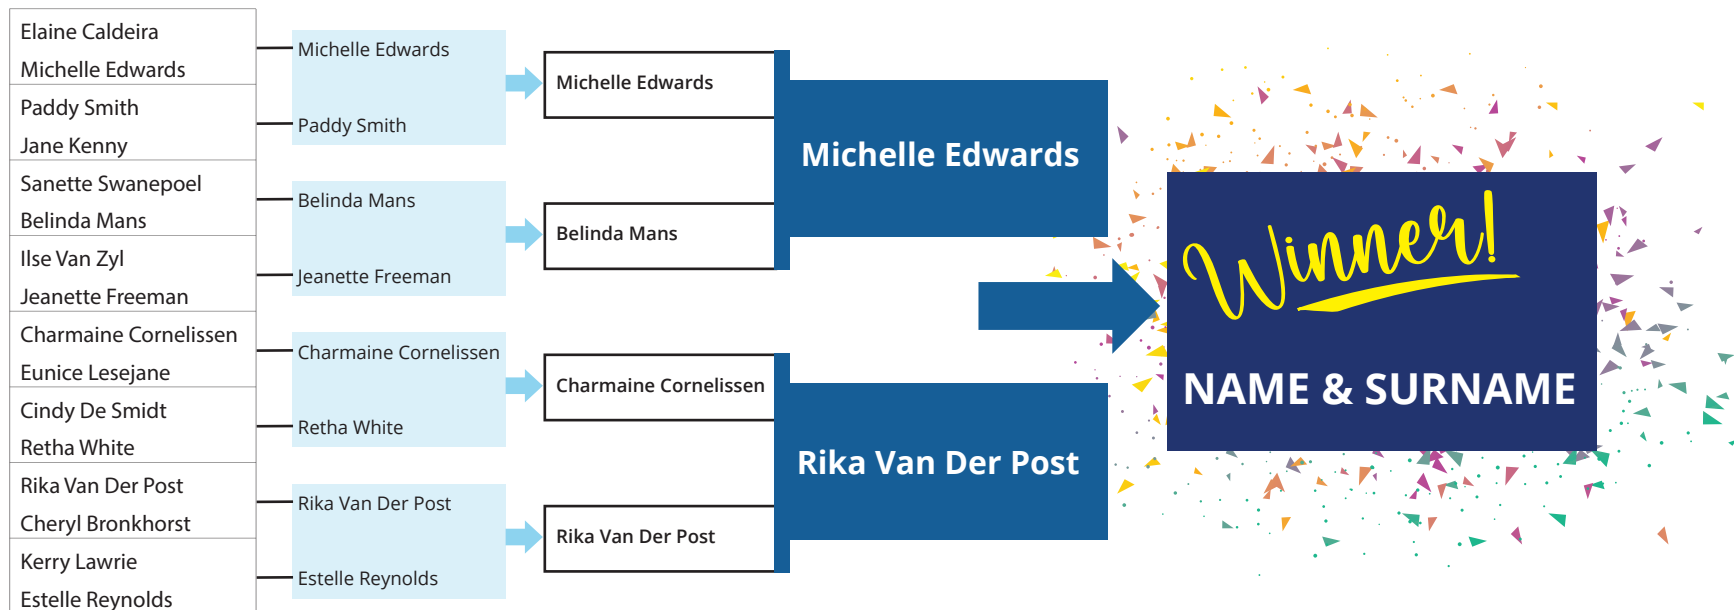 Elaine Caldeira
Michelle Edwards
Paddy Smith
Jane Kenny
Sanette Swanepoel
Belinda Mans
Ilse Van Zyl
Jeanette Freeman
Charmaine Cornelissen
Eunice Lesejane
Cindy De Smidt
Retha White
Rika Van Der Post
Cheryl Bronkhorst
Kerry Lawrie
Estelle Reynolds
Michelle Edwards
Paddy Smith
Belinda Mans
Jeanette Freeman
Charmaine Cornelissen
Retha White
Rika Van Der Post
Estelle Reynolds
Michelle Edwards
Belinda Mans
Charmaine Cornelissen
Rika Van Der Post
Michelle Edwards
Rika Van Der Post
Winner!
NAME & SURNAME